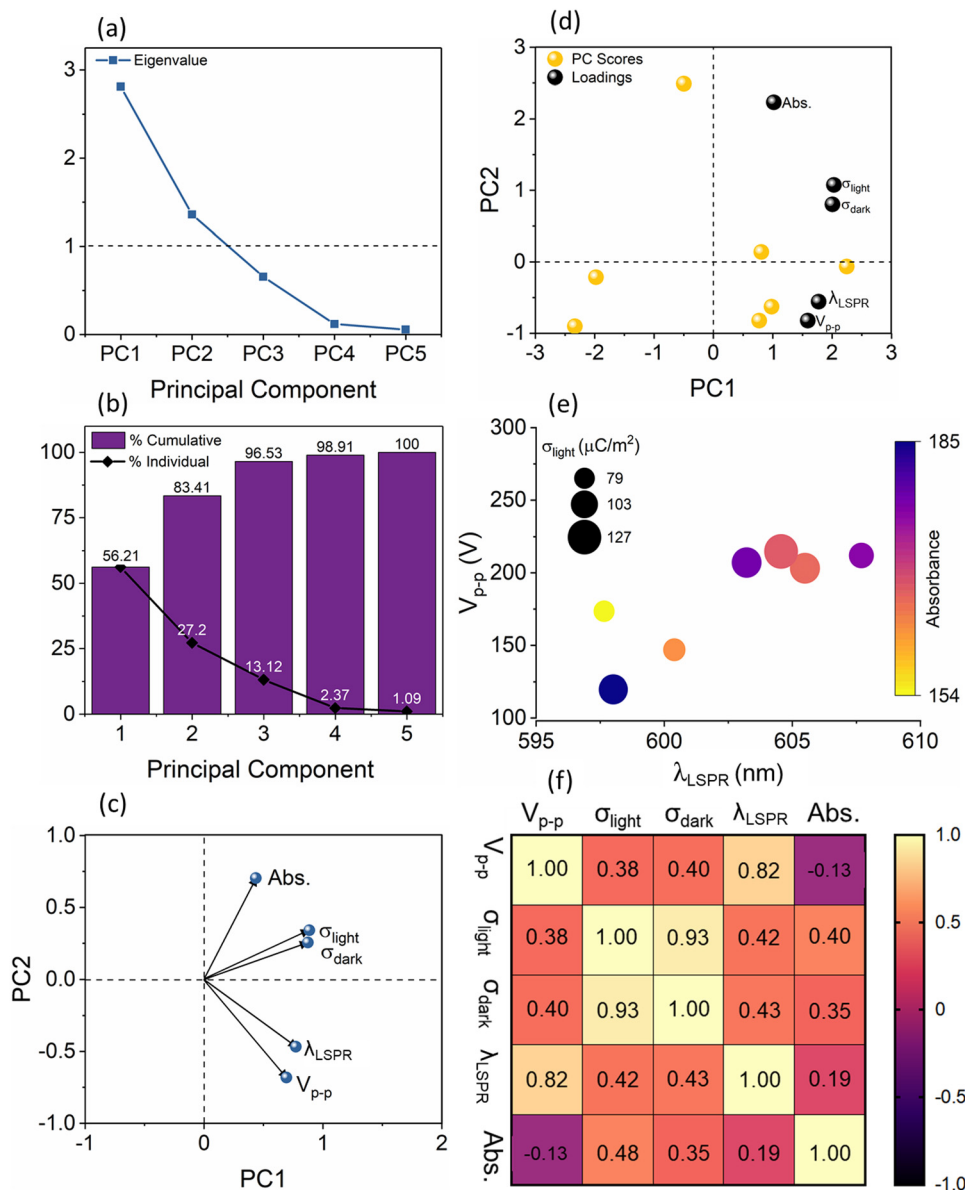 (a)
Eigenvalue
3
2
1
0
PC1 PC2 PC3 PC4 PC5
Principal Component
(b)
% Cumulative
% Individual
100
75
50
25
0
56.21
83.41
96.53
98.91
100
27.2
13.12
2.37
1.09
1 2 3 4 5
Principal Component
(c)
PC2
1.0
0.5
0.0
-0.5
-1.0
Abs.
σlight
σdark
λLSPR
Vp-p
-1 0 1 2
PC1
(d)
PC Scores
Loadings
PC2
3
2
1
0
-1
Abs.
σlight
σdark
λLSPR
Vp-p
-3 -2 -1 0 1 2 3
PC1
(e)
σlight (μC/m²)
79
103
127
Vp-p (V)
300
250
200
150
100
595 600 605 610
λLSPR (nm)
185
Absorbance
154
(f)
Vp-p σlight σdark λLSPR Abs.
Vp-p 1.00 0.38 0.40 0.82 -0.13
σlight 0.38 1.00 0.93 0.42 0.40
σdark 0.40 0.93 1.00 0.43 0.35
λLSPR 0.82 0.42 0.43 1.00 0.19
Abs. -0.13 0.48 0.35 0.19 1.00
1.0
0.5
0
-0.5
-1.0